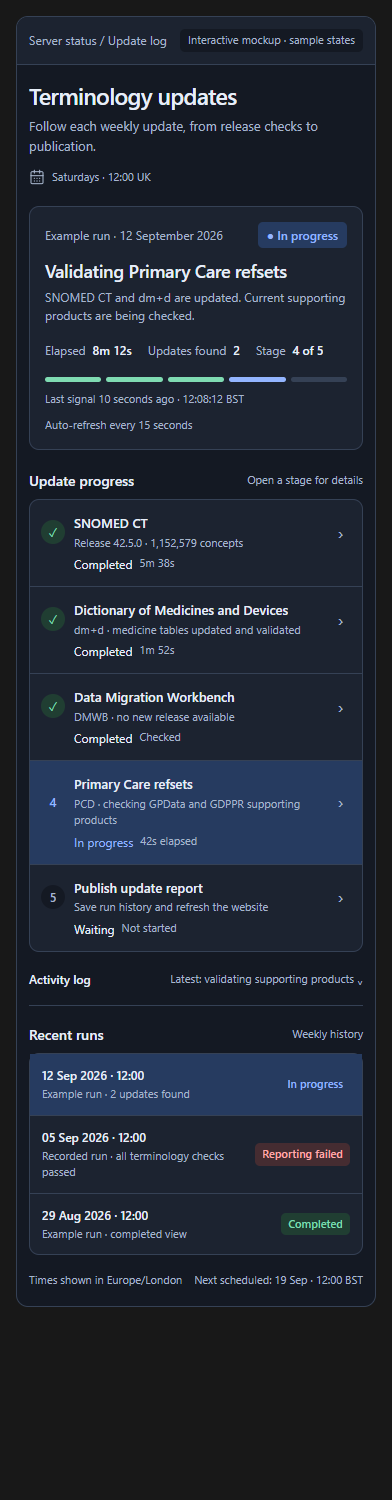 Server status / Update log
Interactive mockup · sample states
Terminology updates
Follow each weekly update, from release checks to
publication.
Saturdays · 12:00 UK
Example run · 12 September 2026
● In progress
Validating Primary Care refsets
SNOMED CT and dm+d are updated. Current supporting
products are being checked.
Elapsed 8m 12s Updates found 2 Stage 4 of 5
Last signal 10 seconds ago · 12:08:12 BST
Auto-refresh every 15 seconds
Update progress
Open a stage for details
✓
SNOMED CT
Release 42.5.0 · 1,152,579 concepts
Completed 5m 38s
›
✓
Dictionary of Medicines and Devices
dm+d · medicine tables updated and validated
Completed 1m 52s
›
✓
Data Migration Workbench
DMWB · no new release available
Completed Checked
›
4
Primary Care refsets
PCD · checking GPData and GDPPR supporting
products
In progress 42s elapsed
›
5
Publish update report
Save run history and refresh the website
Waiting Not started
›
Activity log
Latest: validating supporting products
Recent runs
Weekly history
12 Sep 2026 · 12:00
Example run · 2 updates found
In progress
05 Sep 2026 · 12:00
Recorded run · all terminology checks
passed
Reporting failed
29 Aug 2026 · 12:00
Example run · completed view
Completed
Times shown in Europe/London
Next scheduled: 19 Sep · 12:00 BST